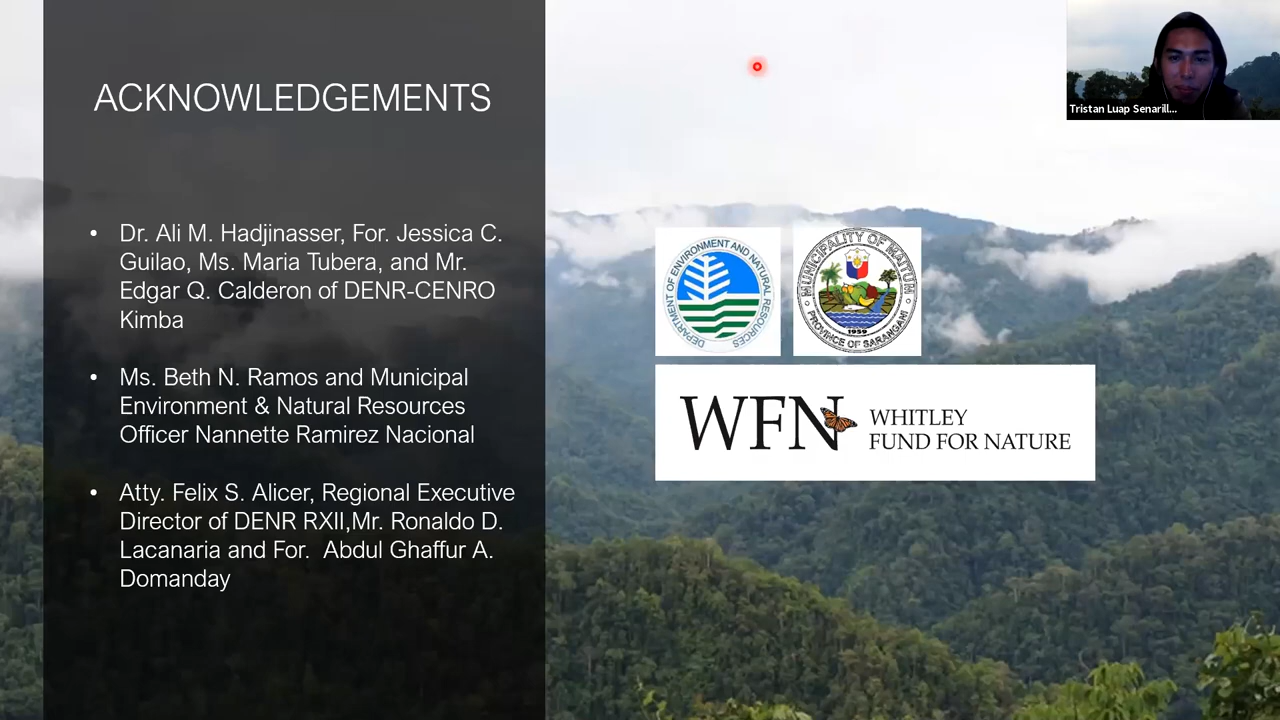 ACKNOWLEDGEMENTS
• Dr. Ali M. Hadjinasser, For. Jessica C.
Guilao, Ms. Maria Tubera, and Mr.
Edgar Q. Calderon of DENR-CENRO
Kimba
• Ms. Beth N. Ramos and Municipal
Environment & Natural Resources
Officer Nannette Ramirez Nacional
• Atty. Felix S. Alicer, Regional Executive
Director of DENR RXII,Mr. Ronaldo D.
Lacanaria and For.  Abdul Ghaffur A.
Domanday
DEPARTMENT OF ENVIRONMENT AND NATURAL RESOURCES
MUNICIPALITY OF MAITUM
1959
PROVINCE OF SARANGANI
WFN
WHITLEY
FUND FOR NATURE
Tristan Luap Senarill...